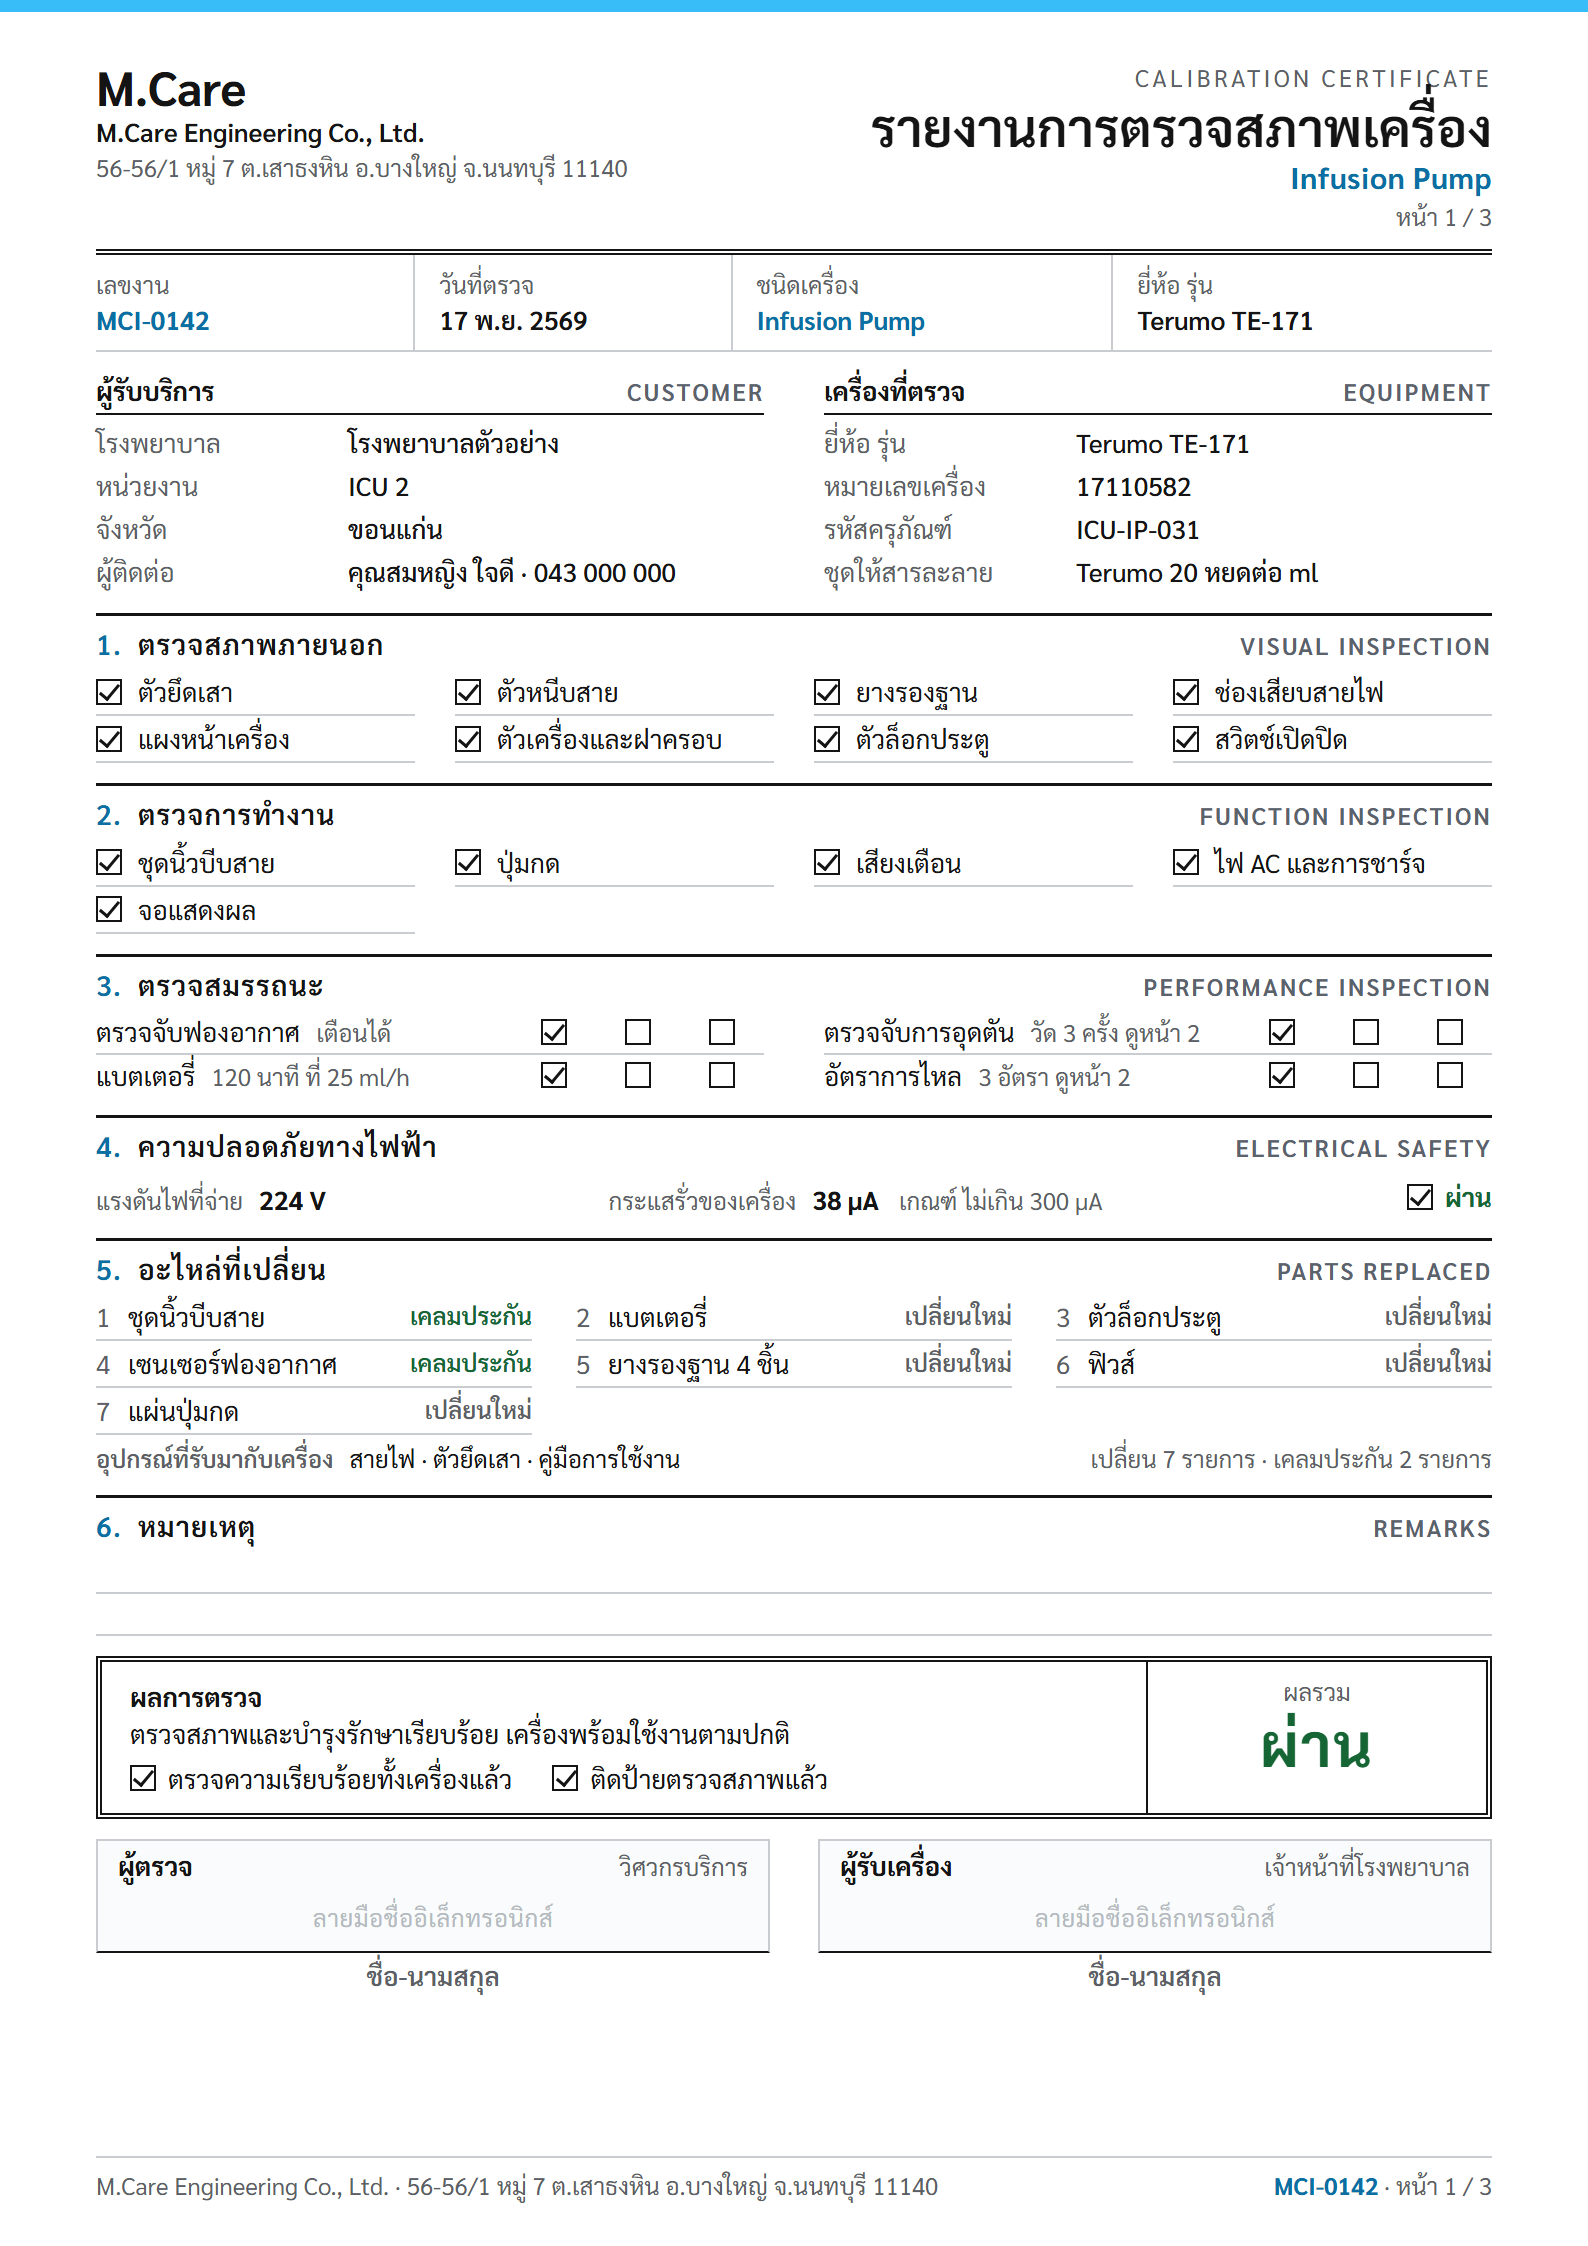 M.Care
M.Care Engineering Co., Ltd.
56-56/1 หมู่ 7 ต.เสาธงหิน อ.บางใหญ่ จ.นนทบุรี 11140
CALIBRATION CERTIFICATE
รายงานการตรวจสภาพเครื่อง
Infusion Pump
หน้า 1 / 3
เลขงาน วันที่ตรวจ ชนิดเครื่อง ยี่ห้อ รุ่น
MCI-0142 17 พ.ย. 2569 Infusion Pump Terumo TE-171
ผู้รับบริการ CUSTOMER
โรงพยาบาล โรงพยาบาลตัวอย่าง
หน่วยงาน ICU 2
จังหวัด ขอนแก่น
ผู้ติดต่อ คุณสมหญิง ใจดี · 043 000 000
เครื่องที่ตรวจ EQUIPMENT
ยี่ห้อ รุ่น Terumo TE-171
หมายเลขเครื่อง 17110582
รหัสครุภัณฑ์ ICU-IP-031
ชุดให้สารละลาย Terumo 20 หยดต่อ ml
1. ตรวจสภาพภายนอก VISUAL INSPECTION
ตัวยึดเสา ตัวหนีบสาย ยางรองฐาน ช่องเสียบสายไฟ
แผงหน้าเครื่อง ตัวเครื่องและฝาครอบ ตัวล็อกประตู สวิตช์เปิดปิด
2. ตรวจการทำงาน FUNCTION INSPECTION
ชุดนิ้วบีบสาย ปุ่มกด เสียงเตือน ไฟ AC และการชาร์จ
จอแสดงผล
3. ตรวจสมรรถนะ PERFORMANCE INSPECTION
ตรวจจับฟองอากาศ เตือนได้ ตรวจจับการอุดตัน วัด 3 ครั้ง ดูหน้า 2
แบตเตอรี่ 120 นาที ที่ 25 ml/h อัตราการไหล 3 อัตรา ดูหน้า 2
4. ความปลอดภัยทางไฟฟ้า ELECTRICAL SAFETY
แรงดันไฟที่จ่าย 224 V กระแสรั่วของเครื่อง 38 µA เกณฑ์ ไม่เกิน 300 µA ผ่าน
5. อะไหล่ที่เปลี่ยน PARTS REPLACED
1 ชุดนิ้วบีบสาย เคลมประกัน 2 แบตเตอรี่ เปลี่ยนใหม่ 3 ตัวล็อกประตู เปลี่ยนใหม่
4 เซนเซอร์ฟองอากาศ เคลมประกัน 5 ยางรองฐาน 4 ชิ้น เปลี่ยนใหม่ 6 ฟิวส์ เปลี่ยนใหม่
7 แผ่นปุ่มกด เปลี่ยนใหม่
อุปกรณ์ที่รับมากับเครื่อง สายไฟ · ตัวยึดเสา · คู่มือการใช้งาน เปลี่ยน 7 รายการ · เคลมประกัน 2 รายการ
6. หมายเหตุ REMARKS
ผลการตรวจ
ตรวจสภาพและบำรุงรักษาเรียบร้อย เครื่องพร้อมใช้งานตามปกติ
ตรวจความเรียบร้อยทั้งเครื่องแล้ว ติดป้ายตรวจสภาพแล้ว
ผลรวม
ผ่าน
ผู้ตรวจ วิศวกรบริการ
ลายมือชื่ออิเล็กทรอนิกส์
ชื่อ-นามสกุล
ผู้รับเครื่อง เจ้าหน้าที่โรงพยาบาล
ลายมือชื่ออิเล็กทรอนิกส์
ชื่อ-นามสกุล
M.Care Engineering Co., Ltd. · 56-56/1 หมู่ 7 ต.เสาธงหิน อ.บางใหญ่ จ.นนทบุรี 11140 MCI-0142 · หน้า 1 / 3